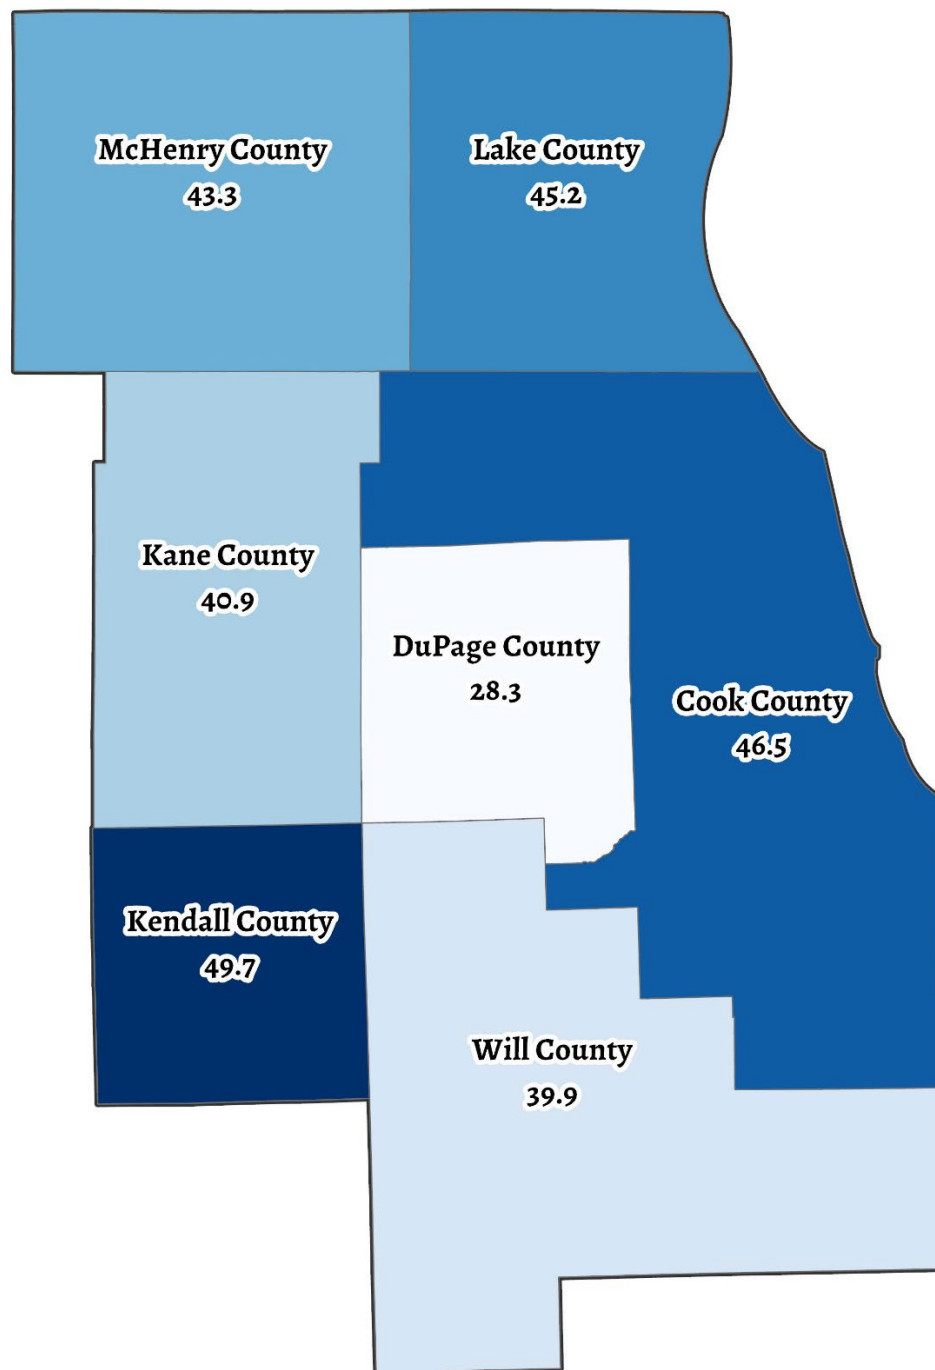 McHenry County
43.3
Lake County
45.2
Kane County
40.9
DuPage County
28.3
Cook County
46.5
Kendall County
49.7
Will County
39.9